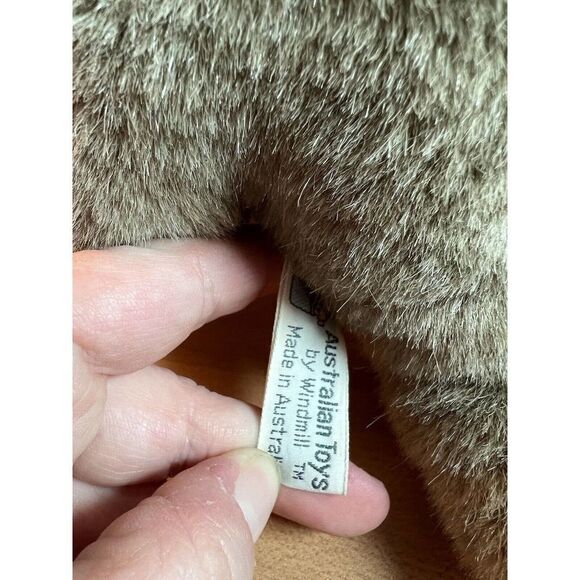 Australian Toys
by Windmill TM
Made in Austral